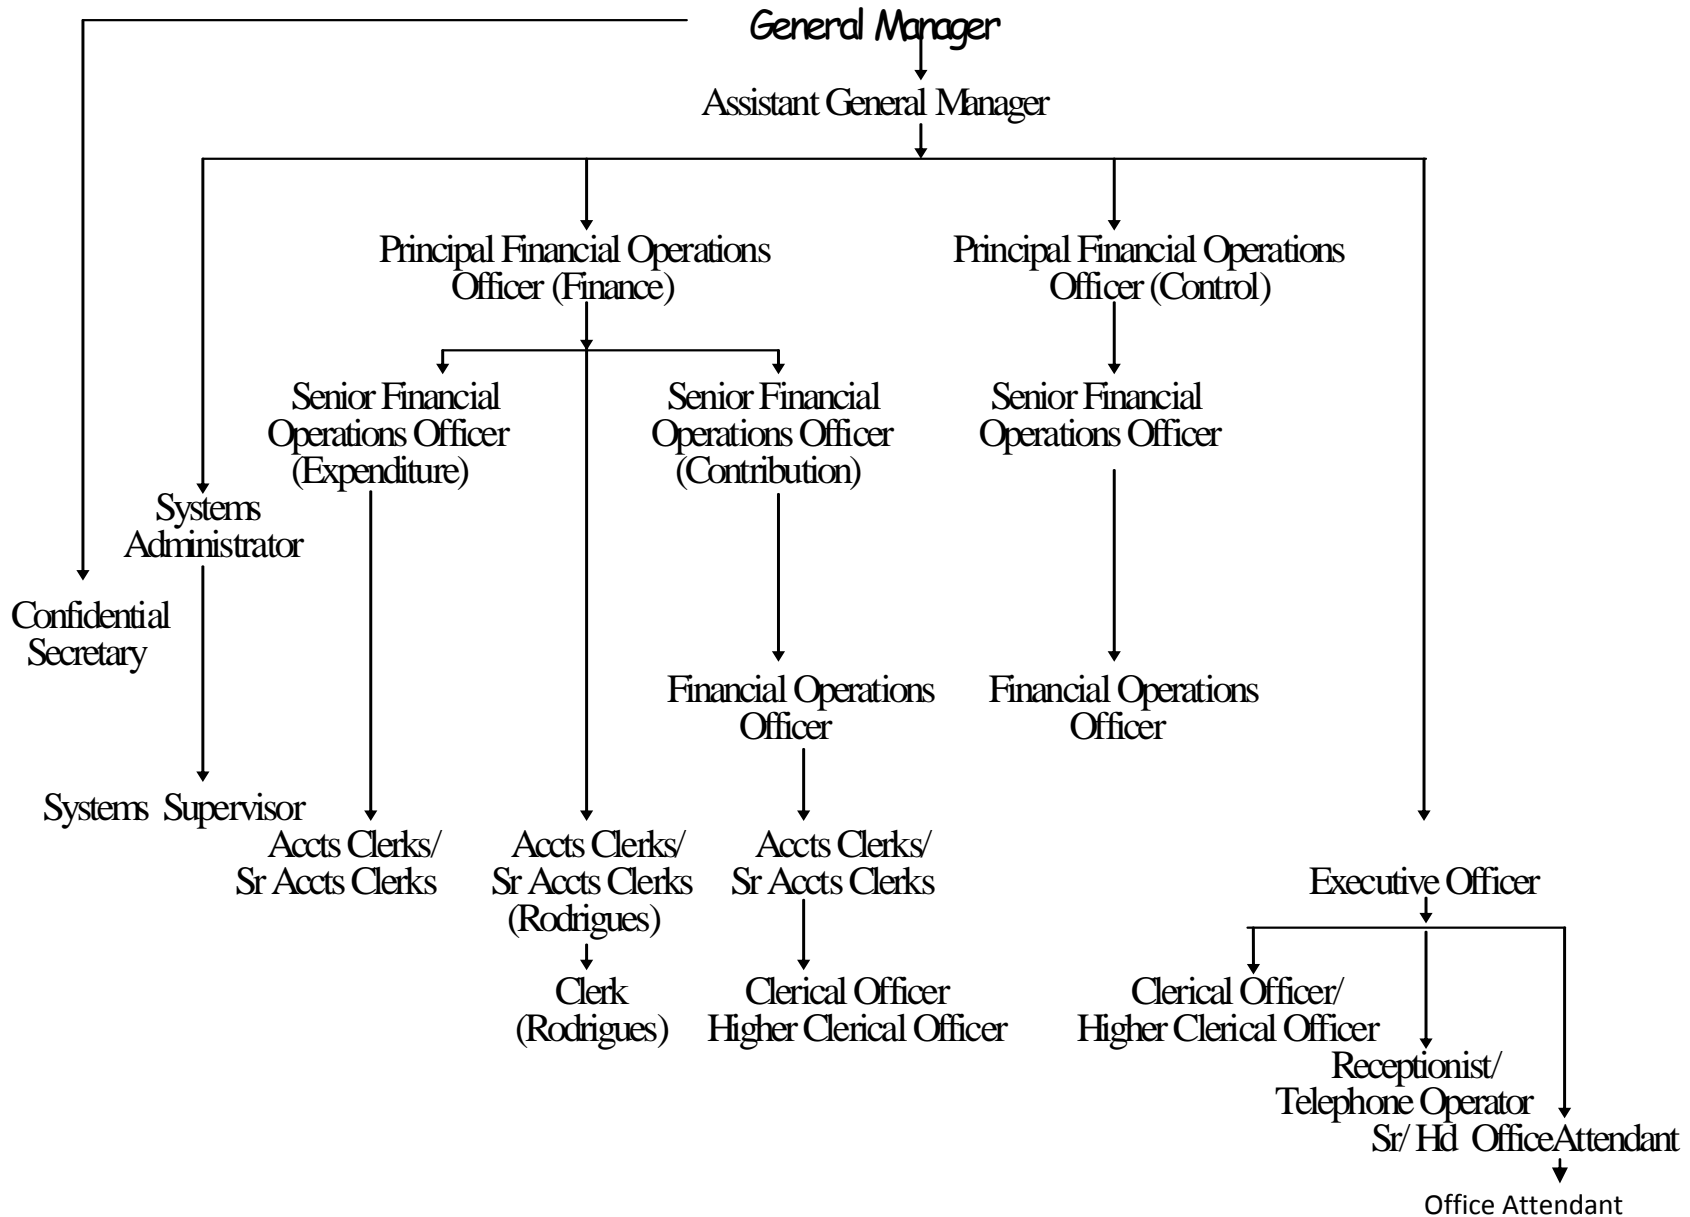 General Manager
Assistant General Manager
Principal Financial Operations
Officer (Finance)
Principal Financial Operations
Officer (Control)
Senior Financial
Operations Officer
(Expenditure)
Senior Financial
Operations Officer
(Contribution)
Senior Financial
Operations Officer
Systems
Administrator
Confidential
Secretary
Financial Operations
Officer
Financial Operations
Officer
Systems Supervisor
Accts Clerks/
Sr Accts Clerks
Accts Clerks/
Sr Accts Clerks
(Rodrigues)
Accts Clerks/
Sr Accts Clerks
Executive Officer
Clerk
(Rodrigues)
Clerical Officer
Higher Clerical Officer
Clerical Officer/
Higher Clerical Officer
Receptionist/
Telephone Operator
Sr/ Hd OfficeAttendant
Office Attendant